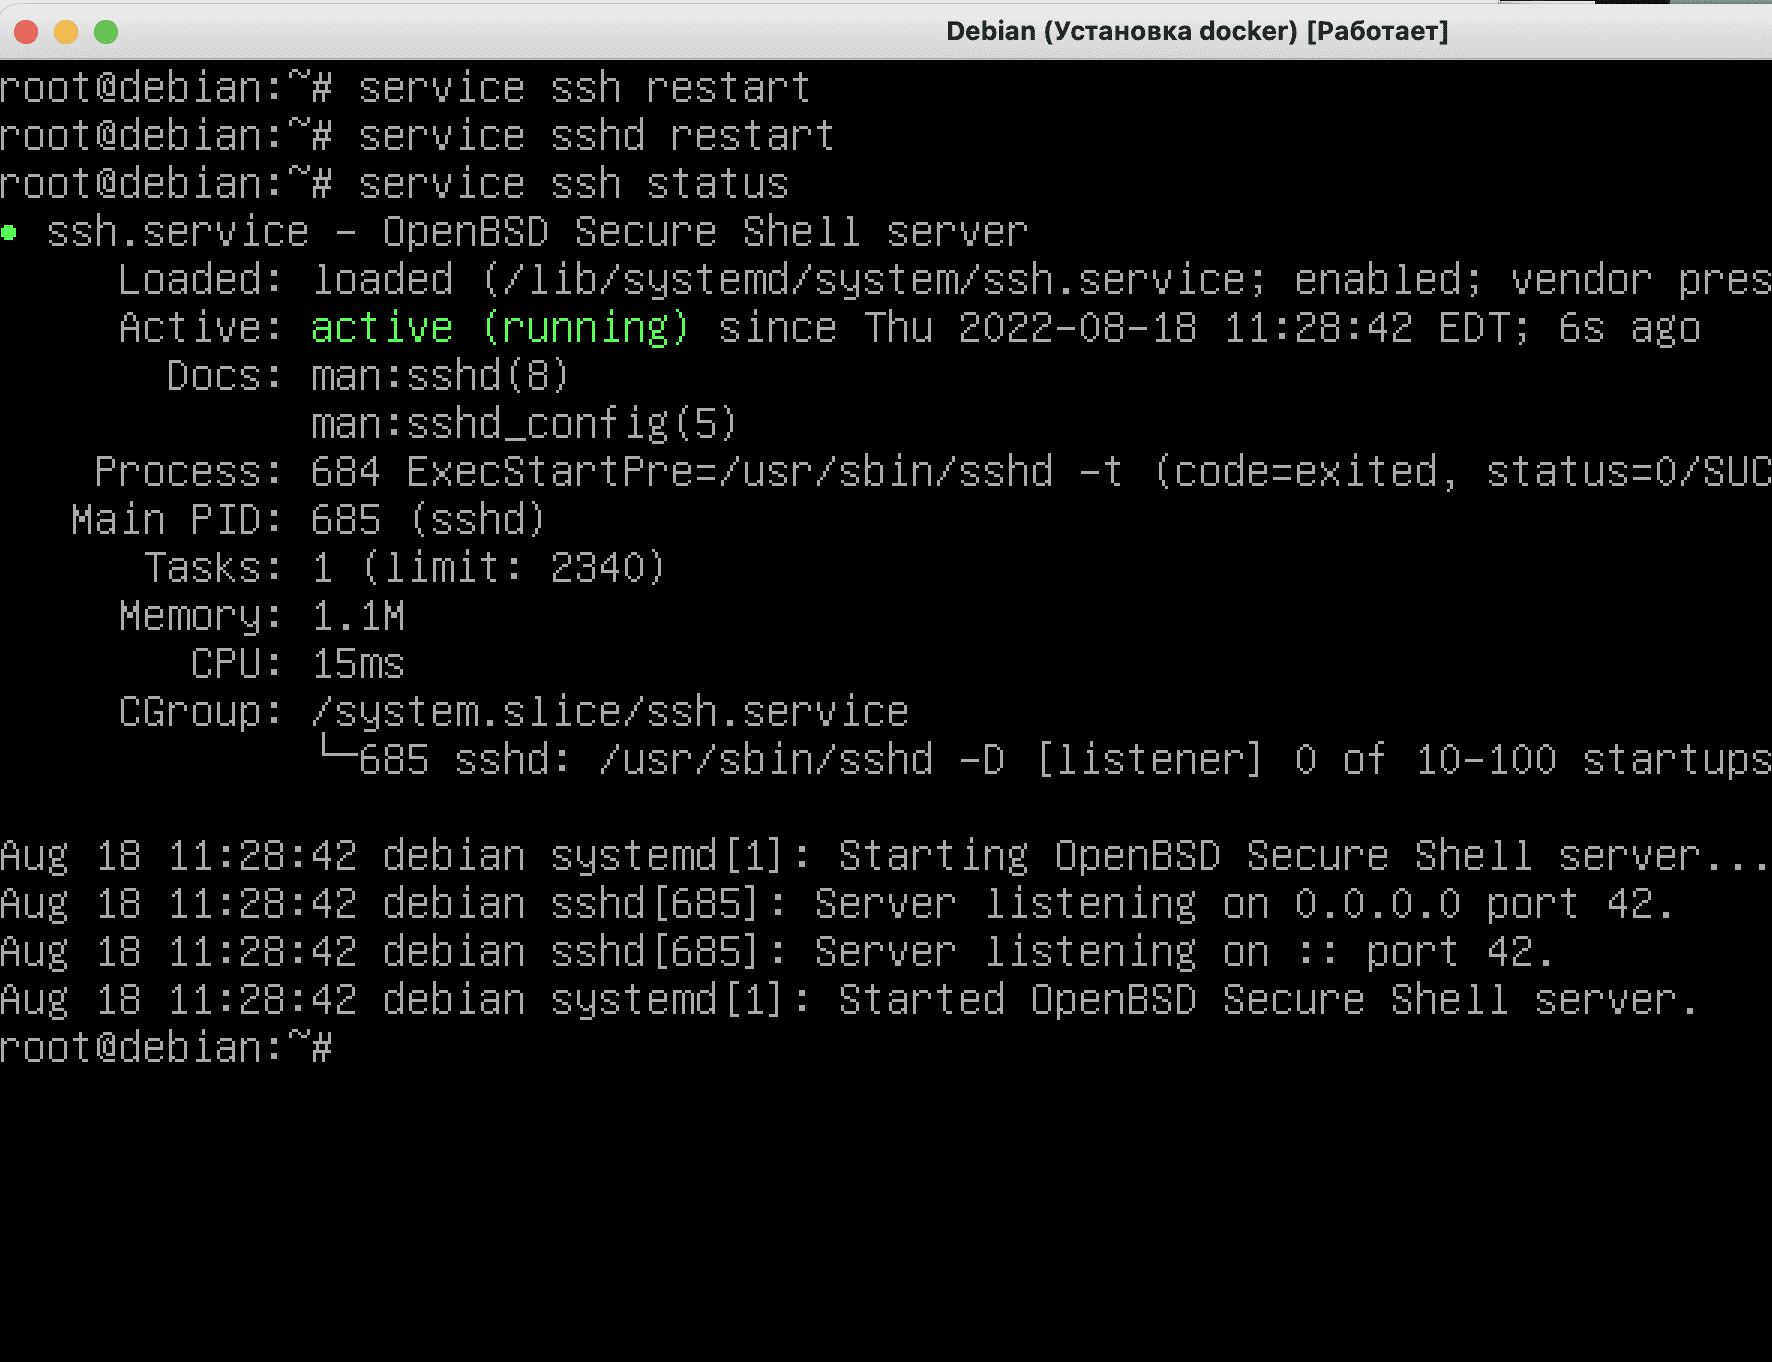 Debian (Установка docker) [Работает]
root@debian:~# service ssh restart
root@debian:~# service sshd restart
root@debian:~# service ssh status
● ssh.service - OpenBSD Secure Shell server
     Loaded: loaded (/lib/systemd/system/ssh.service; enabled; vendor pres
     Active: active (running) since Thu 2022-08-18 11:28:42 EDT; 6s ago
       Docs: man:sshd(8)
             man:sshd_config(5)
    Process: 684 ExecStartPre=/usr/sbin/sshd -t (code=exited, status=0/SUC
   Main PID: 685 (sshd)
      Tasks: 1 (limit: 2340)
     Memory: 1.1M
        CPU: 15ms
     CGroup: /system.slice/ssh.service
             └─685 sshd: /usr/sbin/sshd -D [listener] 0 of 10-100 startups
Aug 18 11:28:42 debian systemd[1]: Starting OpenBSD Secure Shell server...
Aug 18 11:28:42 debian sshd[685]: Server listening on 0.0.0.0 port 42.
Aug 18 11:28:42 debian sshd[685]: Server listening on :: port 42.
Aug 18 11:28:42 debian systemd[1]: Started OpenBSD Secure Shell server.
root@debian:~#